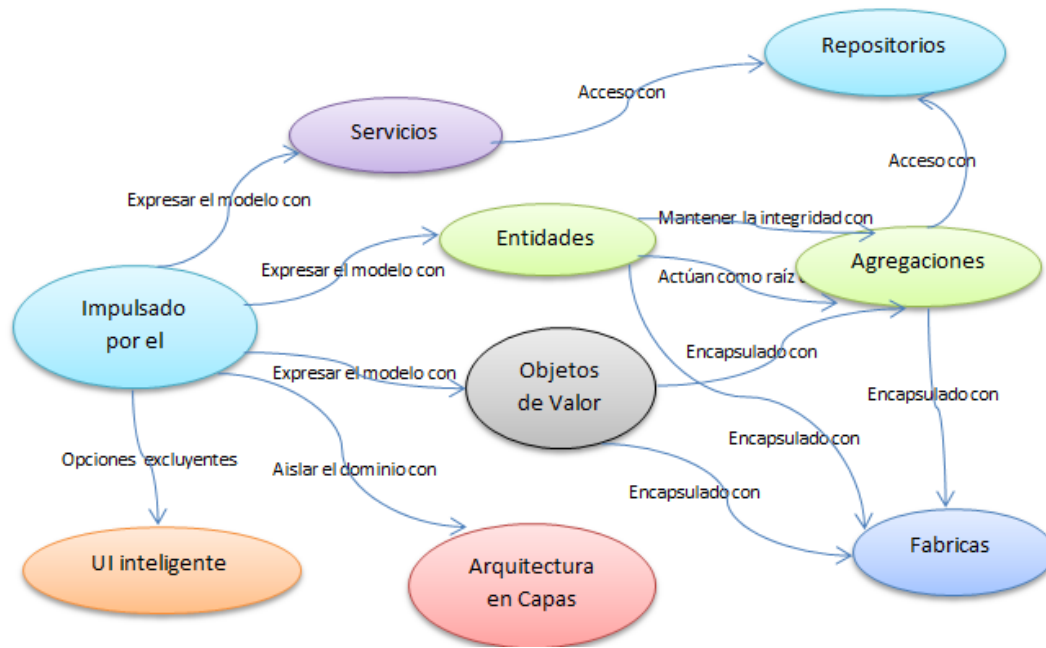 Repositorios
Acceso con
Servicios
Acceso con
Expresar el modelo con
Mantener la integridad con
Entidades
Agregaciones
Expresar el modelo con
Actúan como raíz
Impulsado
por el
Encapsulado con
Expresar el modelo con
Objetos
de Valor
Encapsulado con
Opciones excluyentes
Aislar el dominio con
Encapsulado con
Encapsulado con
UI inteligente
Arquitectura
en Capas
Fabricas